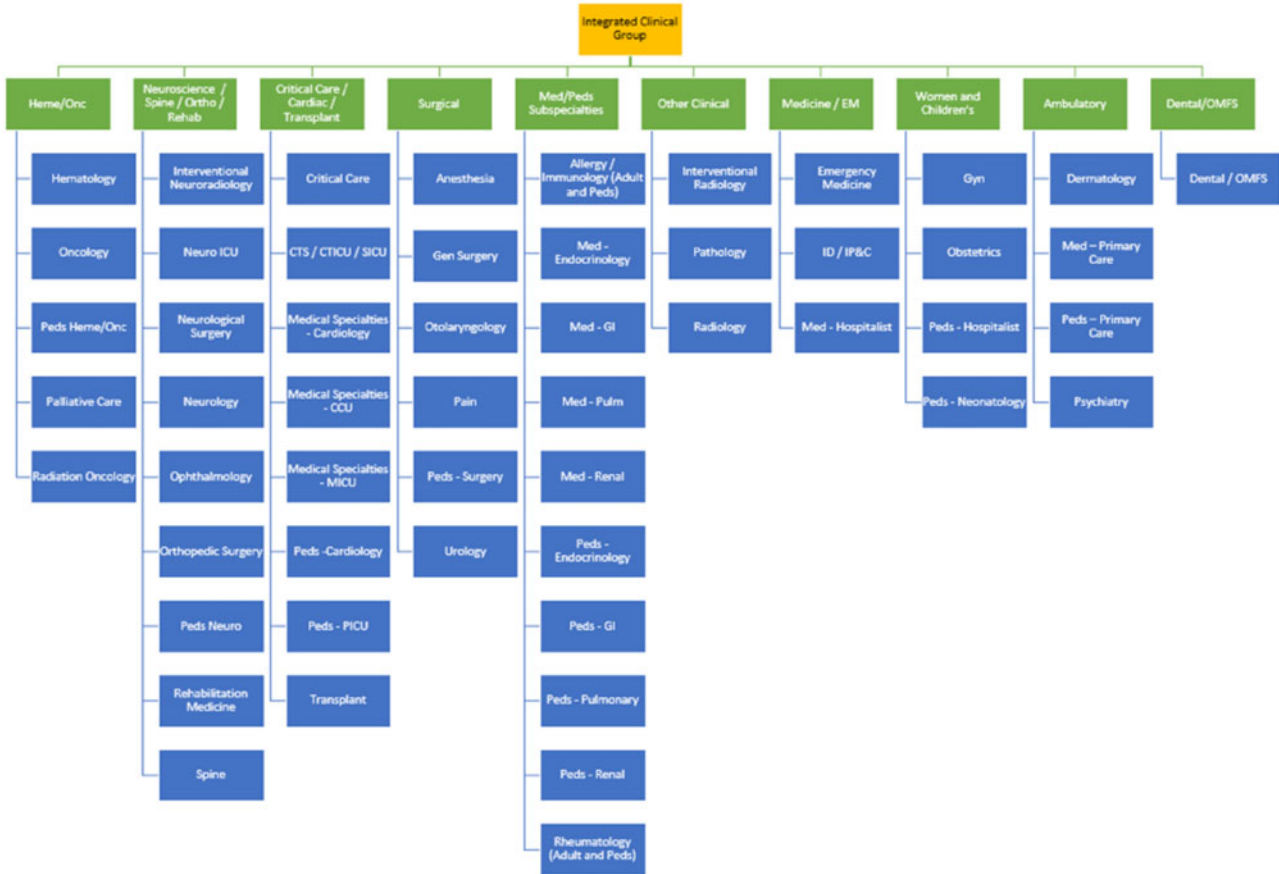 Integrated Clinical
Group
Heme/Onc
Neuroscience /
Spine / Ortho /
Rehab
Critical Care /
Cardiac /
Transplant
Surgical
Med/Peds
Subspecialties
Other Clinical
Medicine / EM
Women and
Children's
Ambulatory
Dental/OMFS
Hematology
Oncology
Peds Heme/Onc
Palliative Care
Radiation Oncology
Interventional
Neuroradiology
Neuro ICU
Neurological
Surgery
Neurology
Ophthalmology
Orthopedic Surgery
Peds Neuro
Rehabilitation
Medicine
Spine
Critical Care
CTS / CTICU / SICU
Medical Specialties
- Cardiology
Medical Specialties
- CCU
Medical Specialties
- MICU
Peds -Cardiology
Peds - PICU
Transplant
Anesthesia
Gen Surgery
Otolaryngology
Pain
Peds - Surgery
Urology
Allergy /
Immunology (Adult
and Peds)
Med -
Endocrinology
Med - GI
Med - Pulm
Med - Renal
Peds -
Endocrinology
Peds - GI
Peds - Pulmonary
Peds - Renal
Rheumatology
(Adult and Peds)
Interventional
Radiology
Pathology
Radiology
Emergency
Medicine
ID / IP&C
Med - Hospitalist
Gyn
Obstetrics
Peds - Hospitalist
Peds - Neonatology
Dermatology
Med – Primary
Care
Peds – Primary
Care
Psychiatry
Dental / OMFS